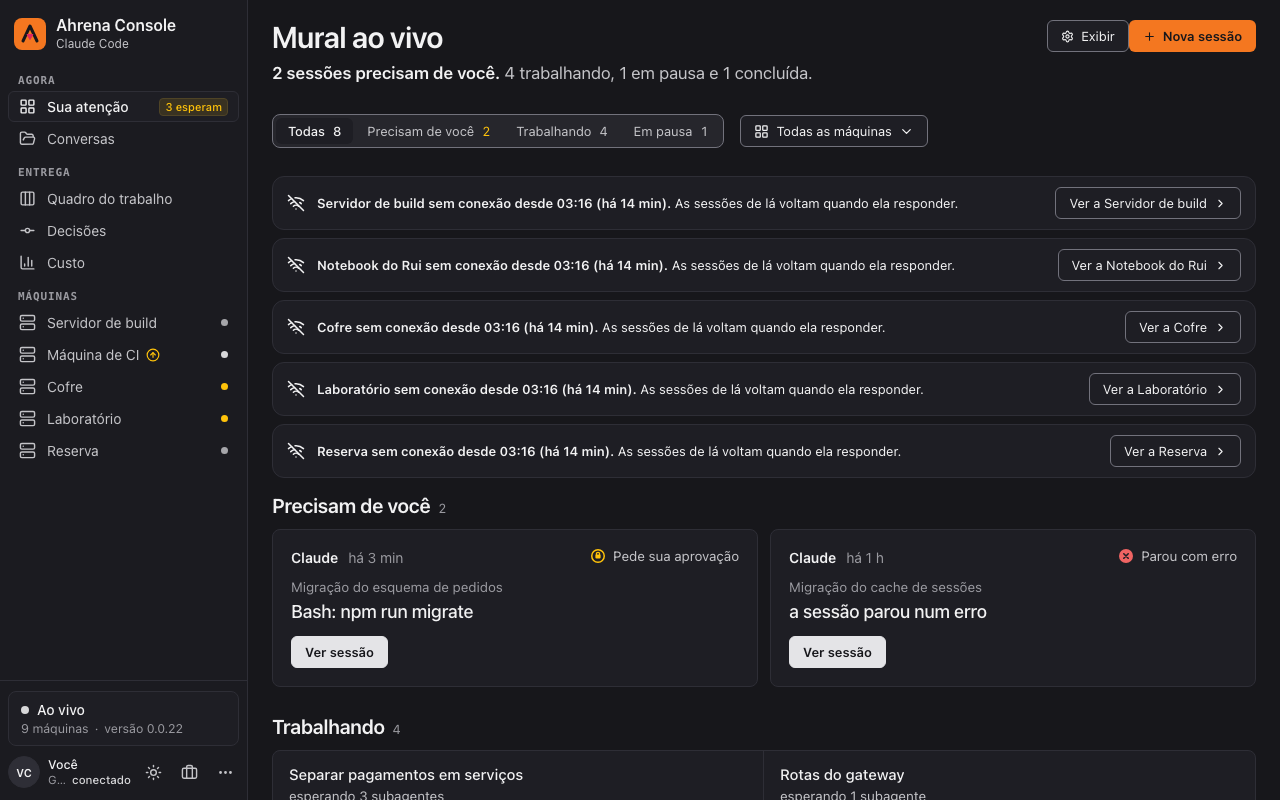 Ahrena Console
Claude Code
AGORA
Sua atenção 3 esperam
Conversas
ENTREGA
Quadro do trabalho
Decisões
Custo
MÁQUINAS
Servidor de build
Máquina de CI
Cofre
Laboratório
Reserva
Ao vivo
9 máquinas · versão 0.0.22
VC
Você
G... conectado
Mural ao vivo
Exibir
Nova sessão
2 sessões precisam de você. 4 trabalhando, 1 em pausa e 1 concluída.
Todas 8 Precisam de você 2 Trabalhando 4 Em pausa 1
Todas as máquinas
Servidor de build sem conexão desde 03:16 (há 14 min). As sessões de lá voltam quando ela responder. Ver a Servidor de build
Notebook do Rui sem conexão desde 03:16 (há 14 min). As sessões de lá voltam quando ela responder. Ver a Notebook do Rui
Cofre sem conexão desde 03:16 (há 14 min). As sessões de lá voltam quando ela responder. Ver a Cofre
Laboratório sem conexão desde 03:16 (há 14 min). As sessões de lá voltam quando ela responder. Ver a Laboratório
Reserva sem conexão desde 03:16 (há 14 min). As sessões de lá voltam quando ela responder. Ver a Reserva
Precisam de você 2
Claude há 3 min Pede sua aprovação
Migração do esquema de pedidos
Bash: npm run migrate
Ver sessão
Claude há 1 h Parou com erro
Migração do cache de sessões
a sessão parou num erro
Ver sessão
Trabalhando 4
Separar pagamentos em serviços
esperando 3 subagentes
Rotas do gateway
esperando 1 subagente